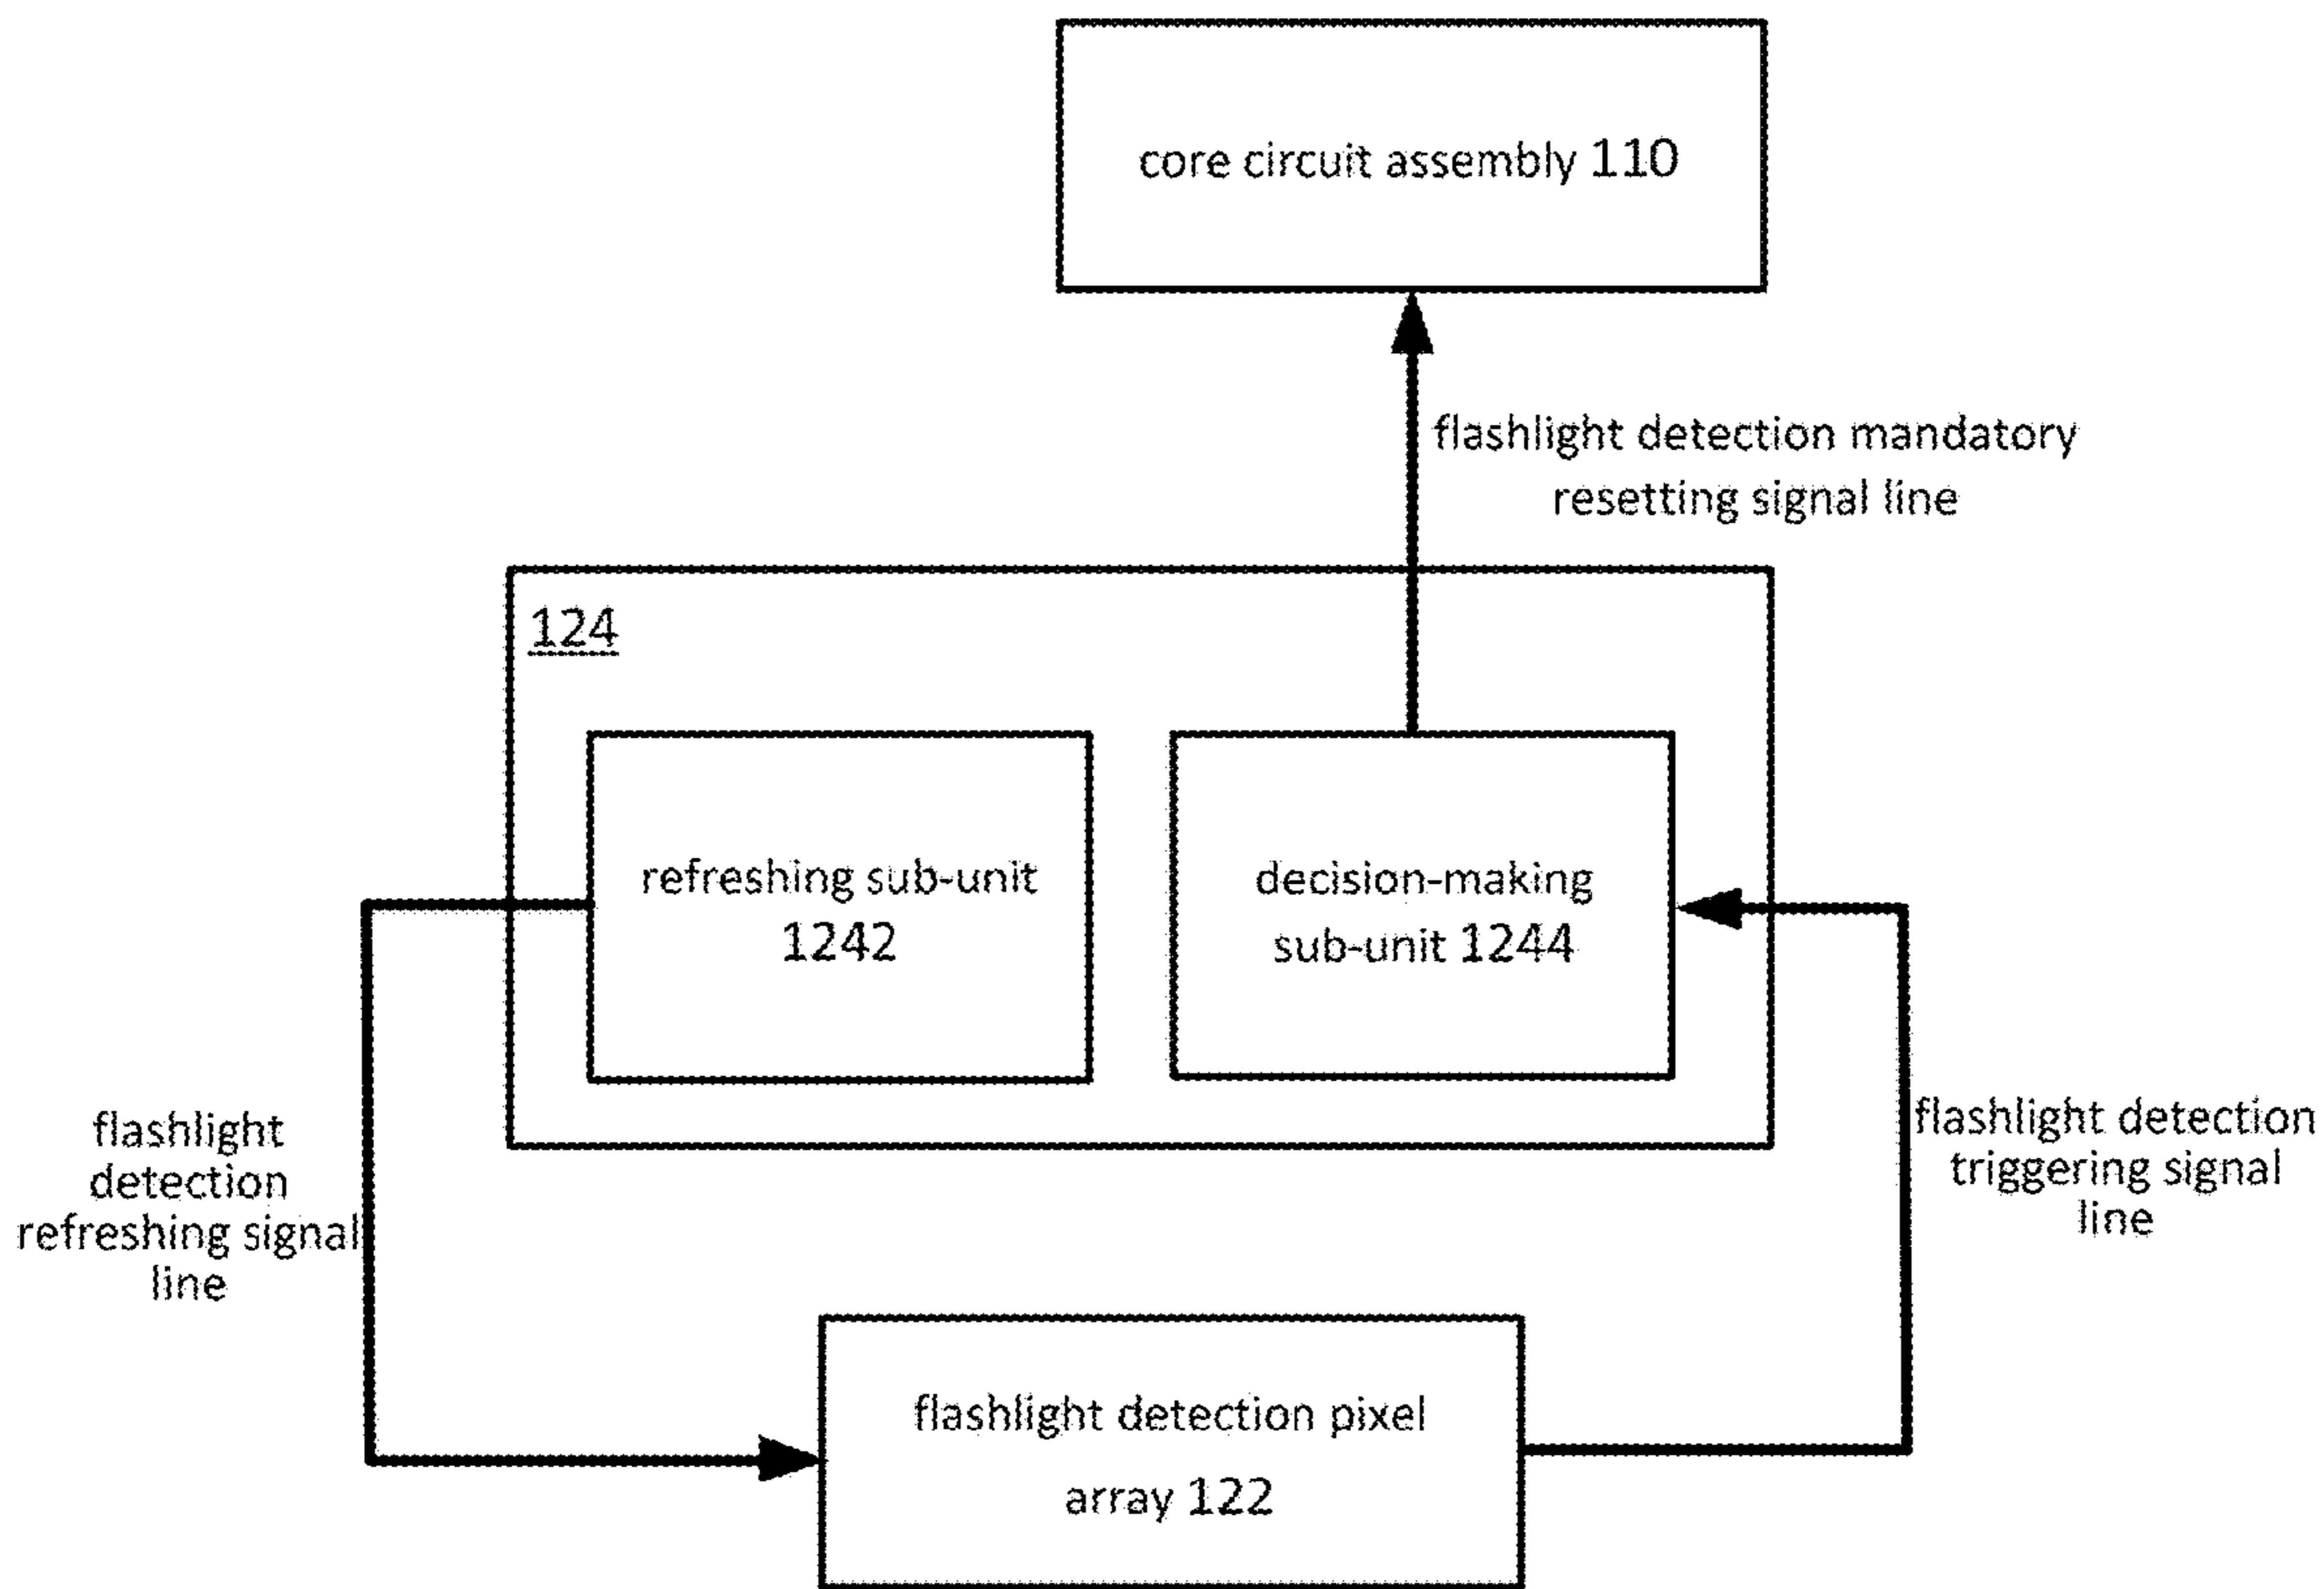 core circuit assembly 110
flashlight detection mandatory
resetting signal line
124
refreshing sub-unit
1242
decision-making
sub-unit 1244
flashlight
detection
refreshing signal
line
flashlight detection
triggering signal
line
flashlight detection pixel
array 122